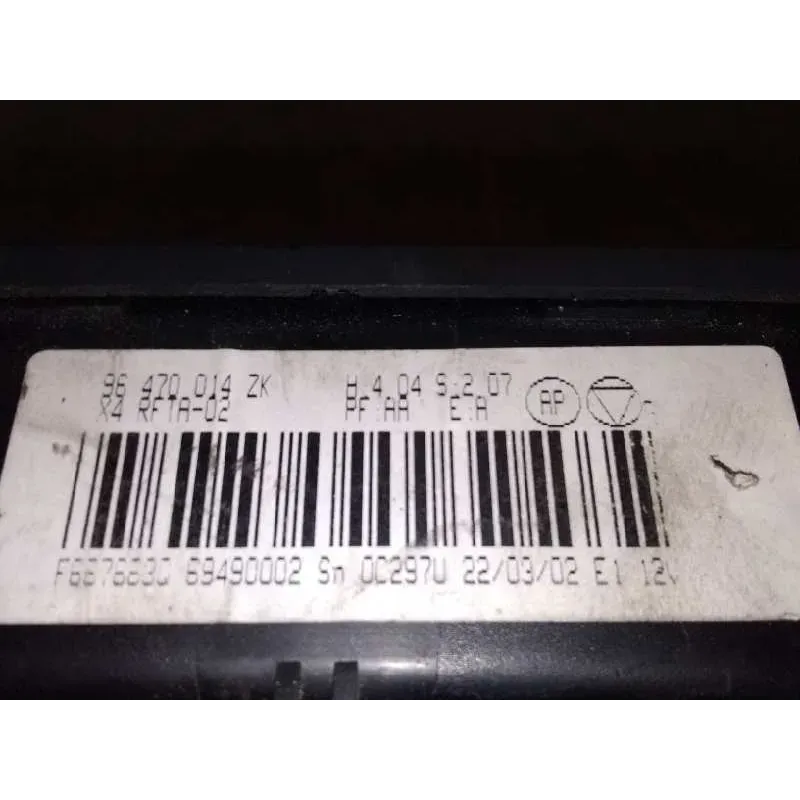 96 470 014 ZK H.4.04 S.2.07
X4 RFTA-02 PF:AA E:A AP
69490002 Sn 0C297U 22/03/02 E1 12V